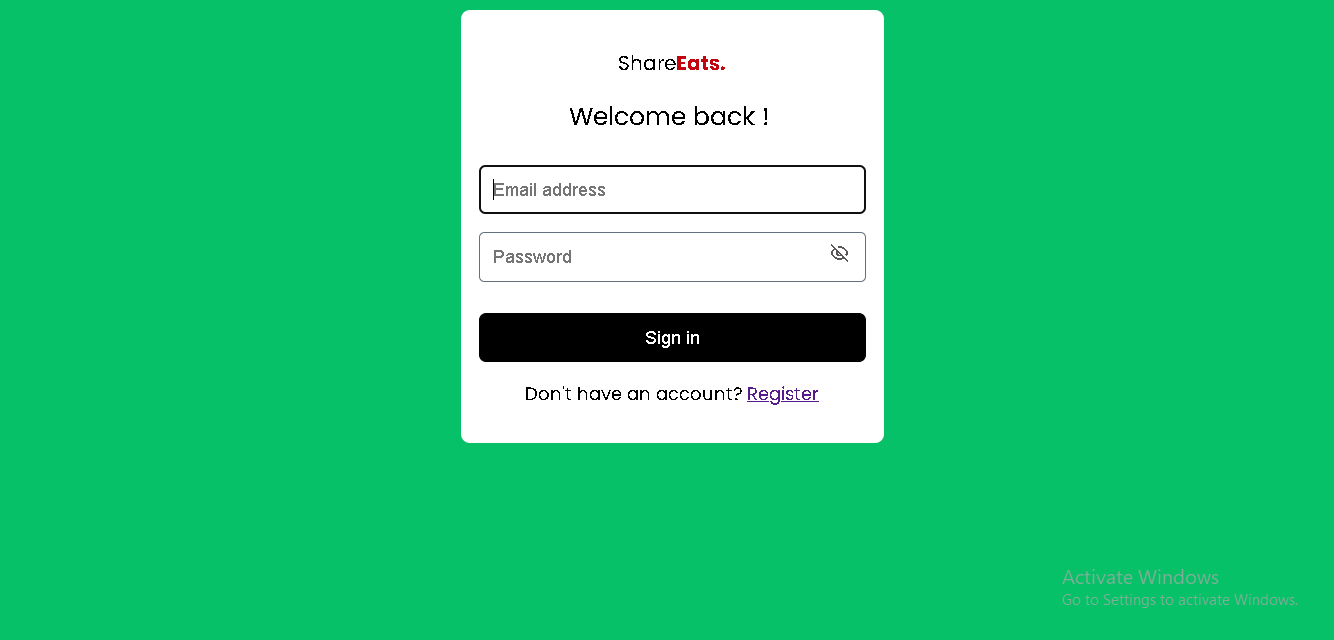 ShareEats.
Welcome back !
Email address
Password
Sign in
Don't have an account? Register
Activate Windows
Go to Settings to activate Windows.